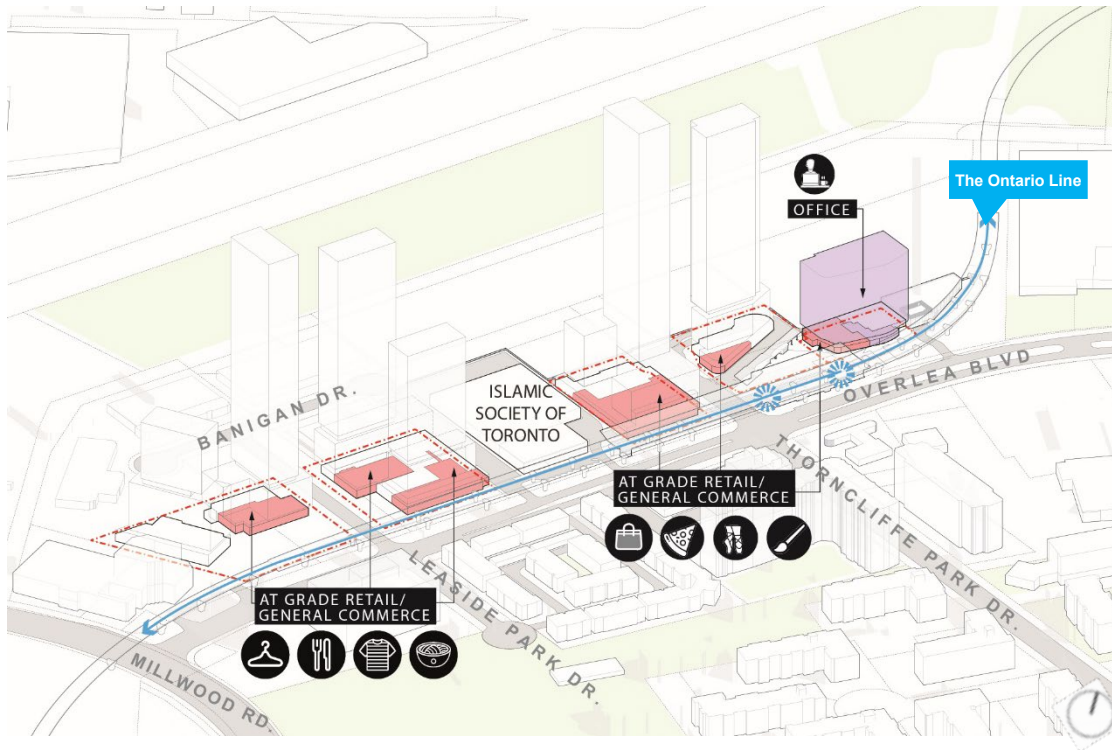 The Ontario Line
OFFICE
OVERLEA BLVD
ISLAMIC
SOCIETY OF
TORONTO
BANIGAN DR.
THORNCLIFFE PARK DR.
AT GRADE RETAIL/
GENERAL COMMERCE
LEASIDE PARK DR.
AT GRADE RETAIL/
GENERAL COMMERCE
MILLWOOD RD.